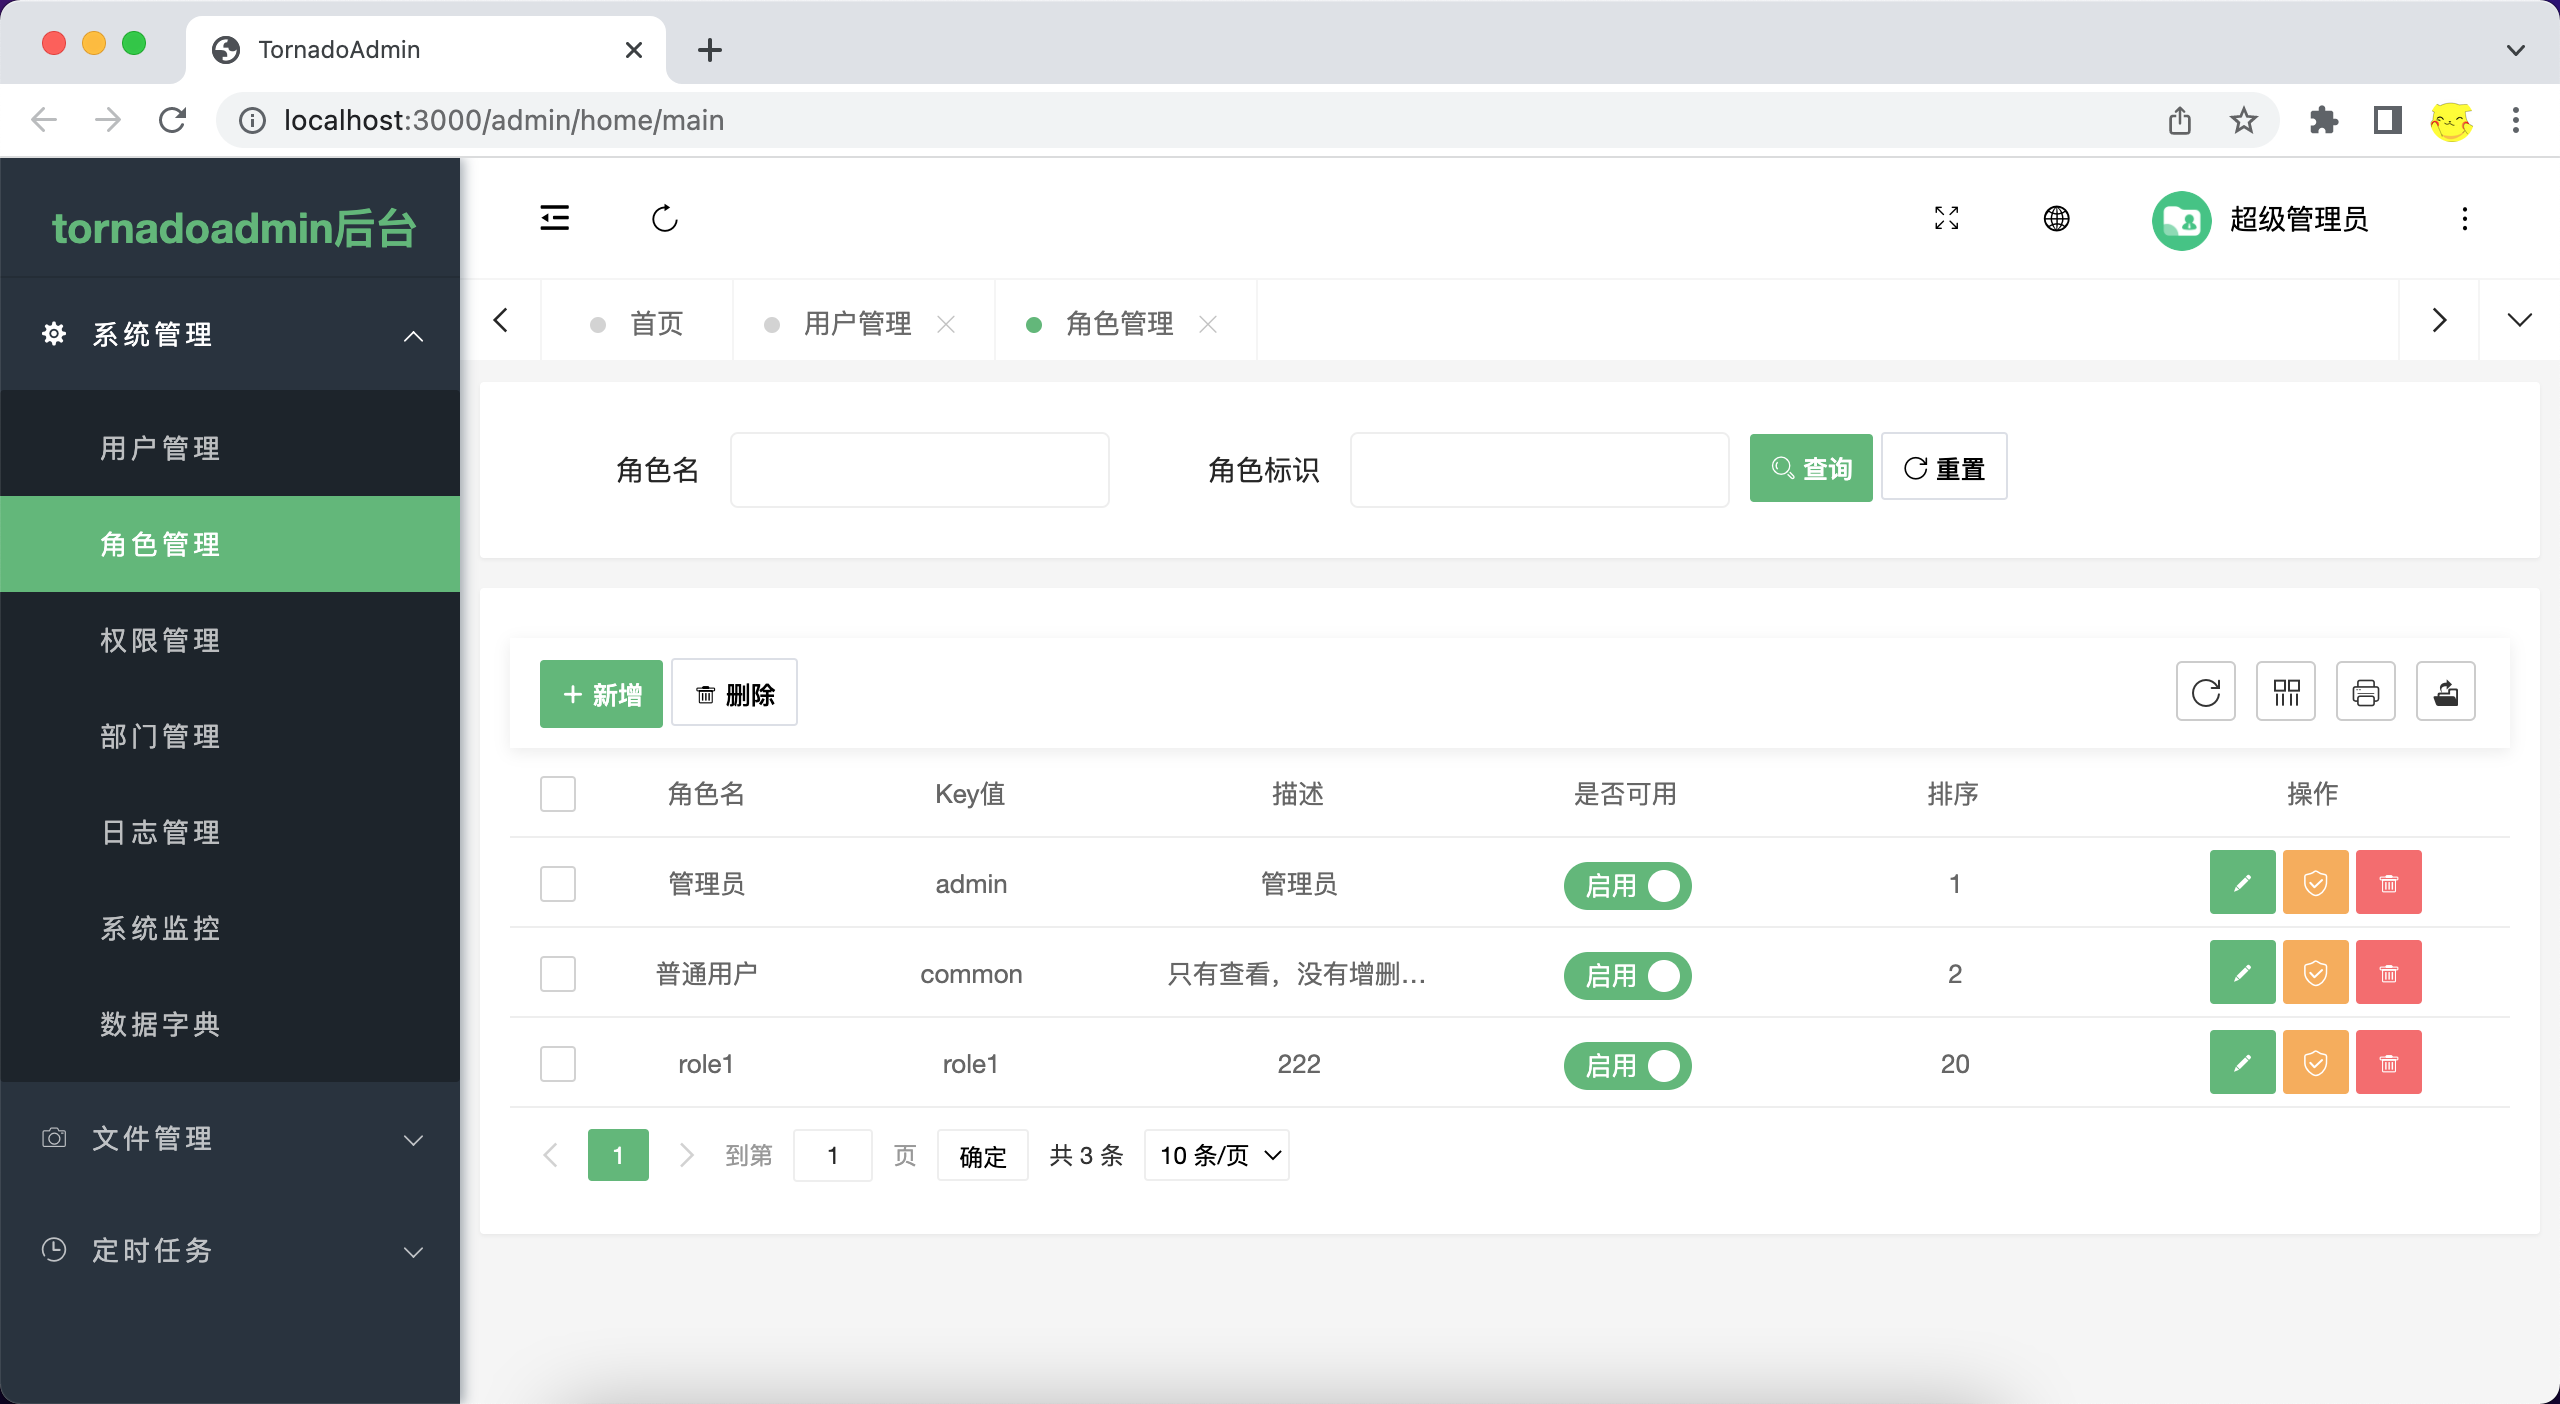 TornadoAdmin
localhost:3000/admin/home/main
tornadoadmin后台
超级管理员
系统管理
用户管理
角色管理
权限管理
部门管理
日志管理
系统监控
数据字典
文件管理
定时任务
首页 用户管理 角色管理
角色名 角色标识 查询 重置
新增 删除
角色名 Key值 描述 是否可用 排序 操作
管理员 admin 管理员 启用 1
普通用户 common 只有查看，没有增删... 启用 2
role1 role1 222 启用 20
1 到第 1 页 确定 共 3 条 10 条/页